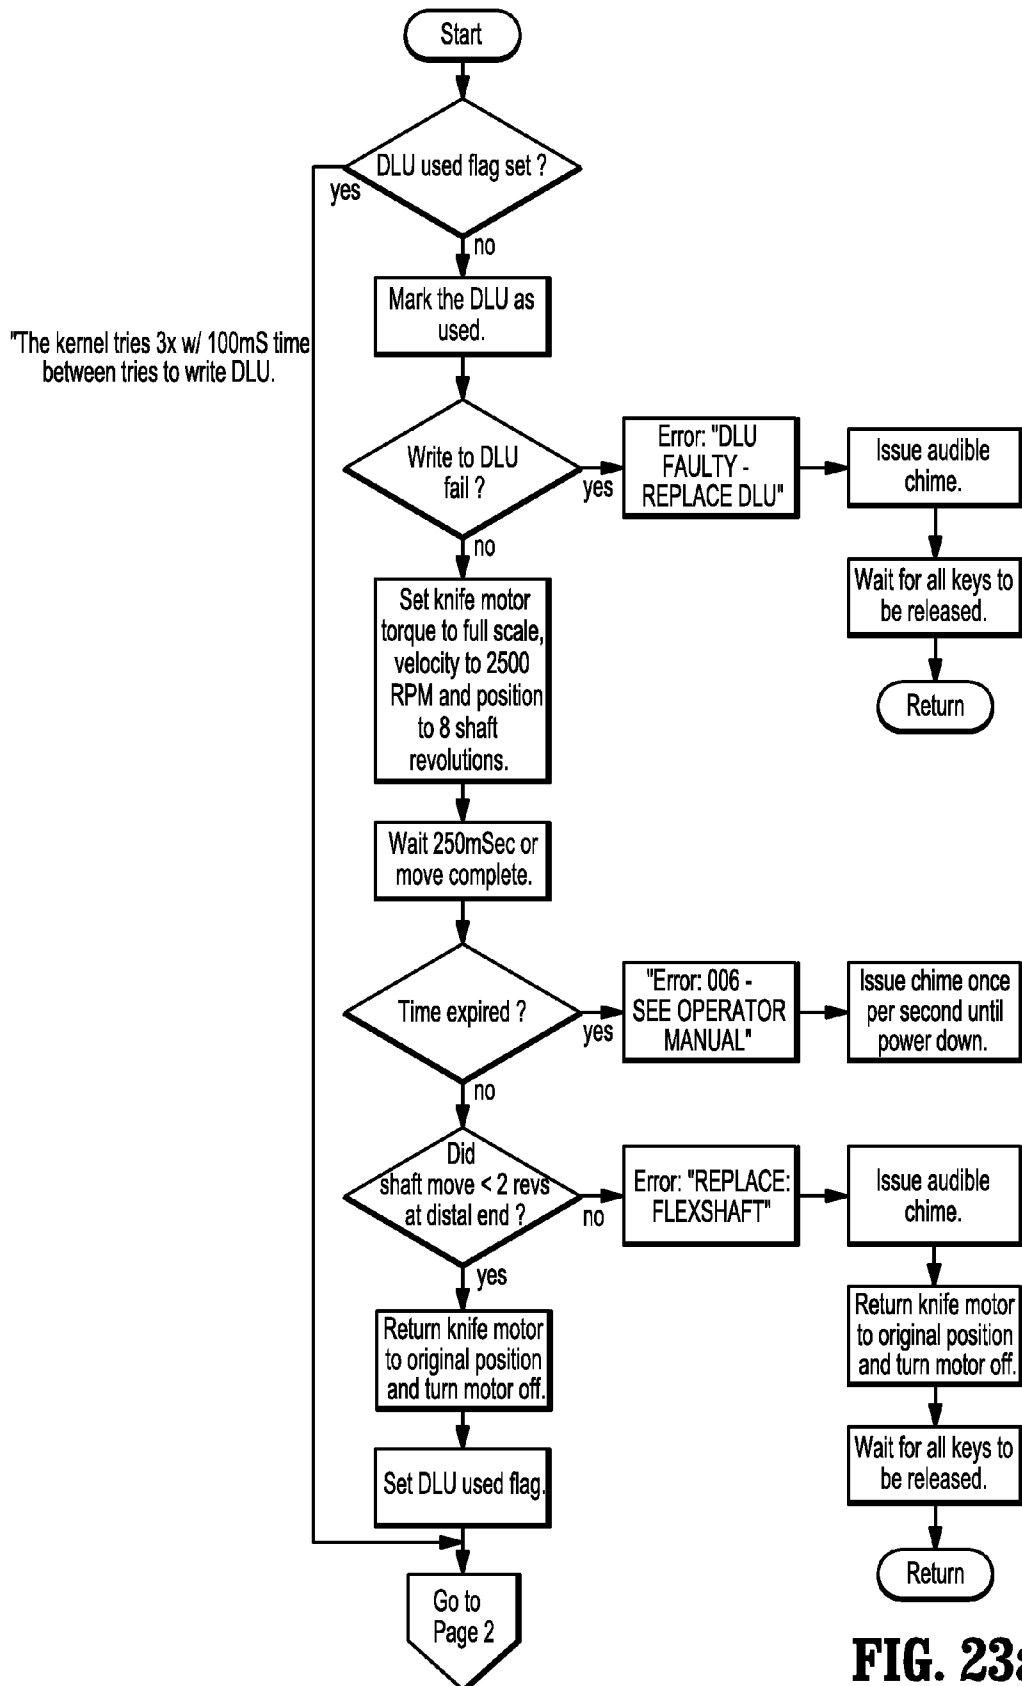 Start
DLU used flag set ?
yes
no
Mark the DLU as
used.
"The kernel tries 3x w/ 100mS time
between tries to write DLU.
Write to DLU
fail ?
yes
Error: "DLU
FAULTY -
REPLACE DLU"
Issue audible
chime.
Wait for all keys to
be released.
Return
no
Set knife motor
torque to full scale,
velocity to 2500
RPM and position
to 8 shaft
revolutions.
Wait 250mSec or
move complete.
Time expired ?
yes
"Error: 006 -
SEE OPERATOR
MANUAL"
Issue chime once
per second until
power down.
no
Did
shaft move < 2 revs
at distal end ?
no
Error: "REPLACE:
FLEXSHAFT"
Issue audible
chime.
Return knife motor
to original position
and turn motor off.
Wait for all keys to
be released.
Return
yes
Return knife motor
to original position
and turn motor off.
Set DLU used flag.
Go to
Page 2
FIG. 23a